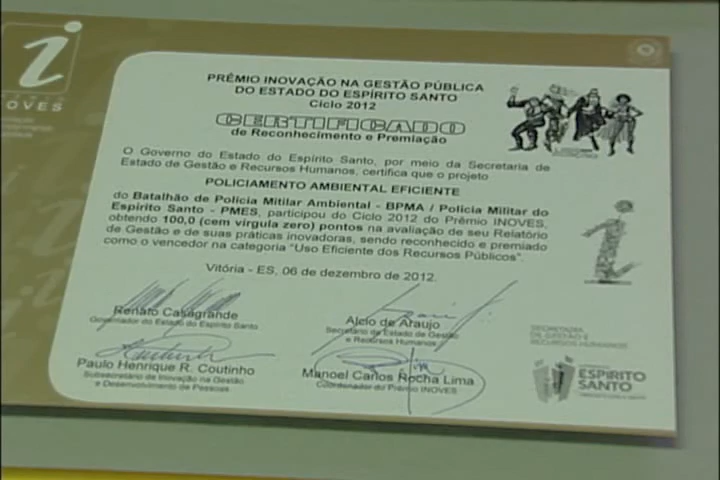 INOVES
PRÊMIO INOVAÇÃO NA GESTÃO PÚBLICA
DO ESTADO DO ESPÍRITO SANTO
Ciclo 2012
CERTIFICADO
de Reconhecimento e Premiação
O Governo do Estado do Espírito Santo, por meio da Secretaria de
Estado de Gestão e Recursos Humanos, certifica que o projeto
POLICIAMENTO AMBIENTAL EFICIENTE
do Batalhão de Polícia Mitilar Ambiental - BPMA / Polícia Militar do
Espírito Santo - PMES, participou do Ciclo 2012 do Prêmio INOVES,
obtendo 100,0 (cem vírgula zero) pontos na avaliação de seu Relatório
de Gestão e de suas práticas inovadoras, sendo reconhecido e premiado
como o vencedor na categoria "Uso Eficiente dos Recursos Públicos".
Vitória - ES, 06 de dezembro de 2012.
Renato Casagrande
Governador do Estado do Espírito Santo
Alcio de Araujo
Secretário de Estado de Gestão
e Recursos Humanos
Paulo Henrique R. Coutinho
Subsecretário de Inovação na Gestão
e Desenvolvimento de Pessoas
Manoel Carlos Rocha Lima
Coordenador do Prêmio INOVES
SECRETARIA
DE GESTÃO E
RECURSOS HUMANOS
ESPÍRITO
SANTO